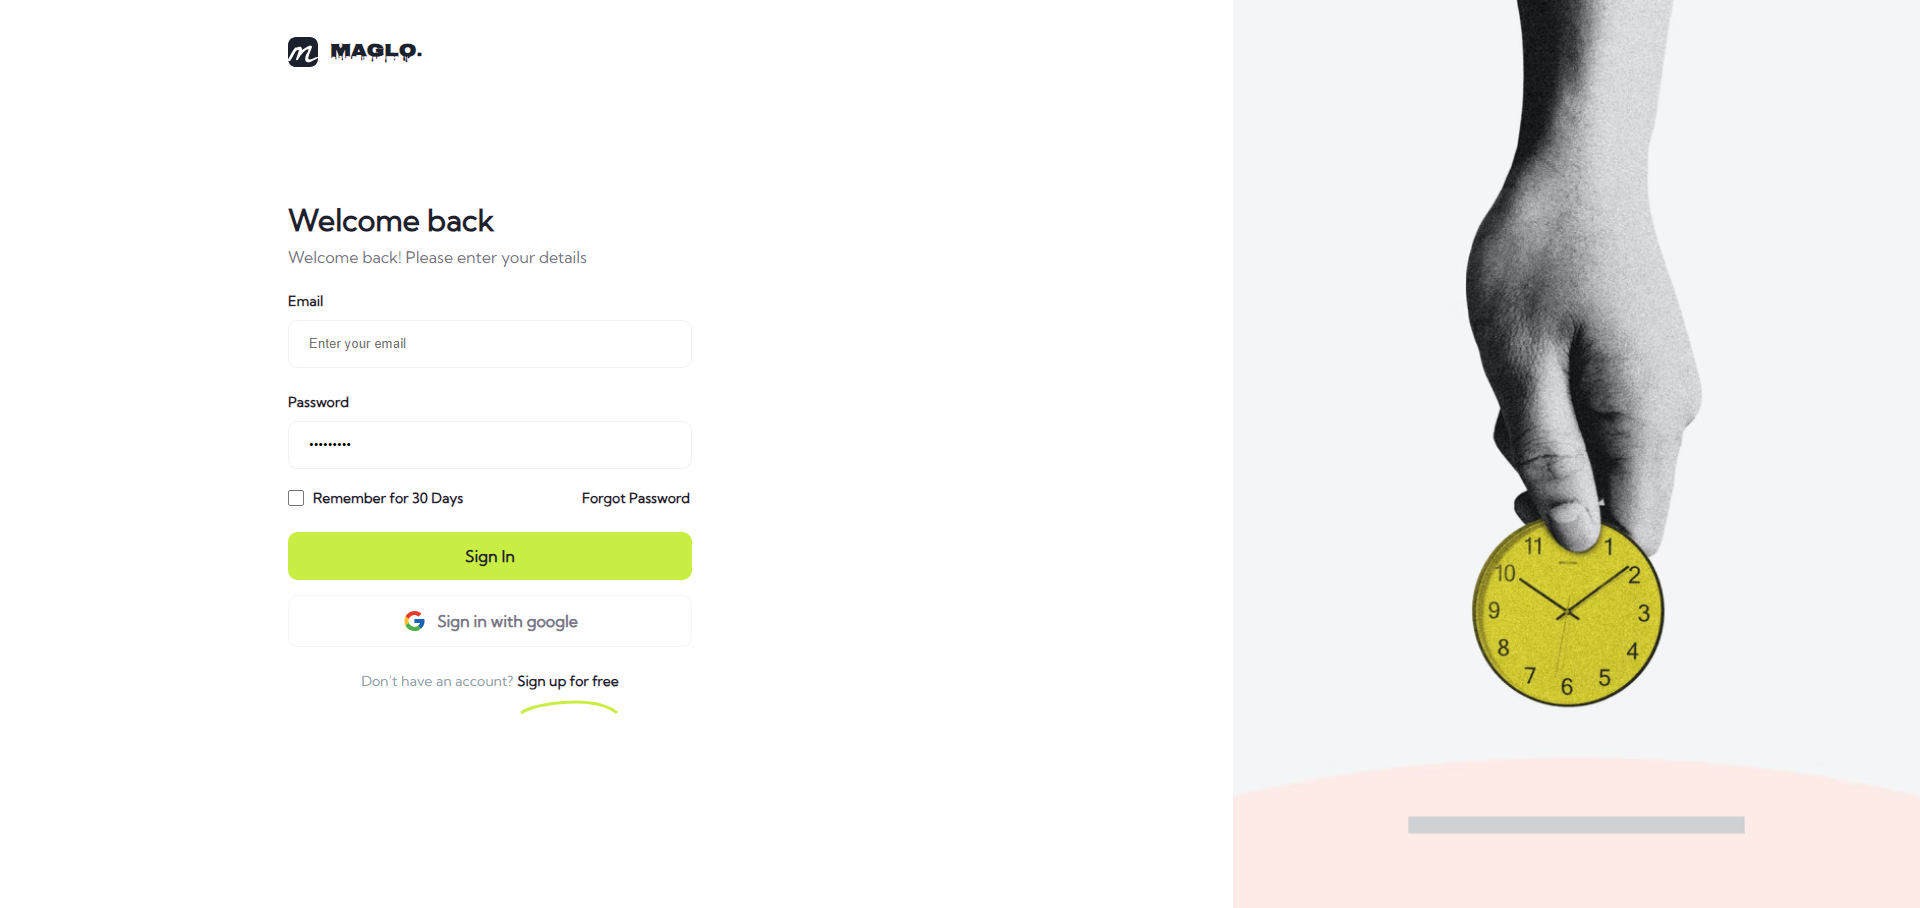 m MAGLO.
Welcome back
Welcome back! Please enter your details
Email
Enter your email
Password
•••••••••
Remember for 30 Days
Forgot Password
Sign In
Sign in with google
Don't have an account? Sign up for free
11 1
10 2
9 3
8 4
7 5
6